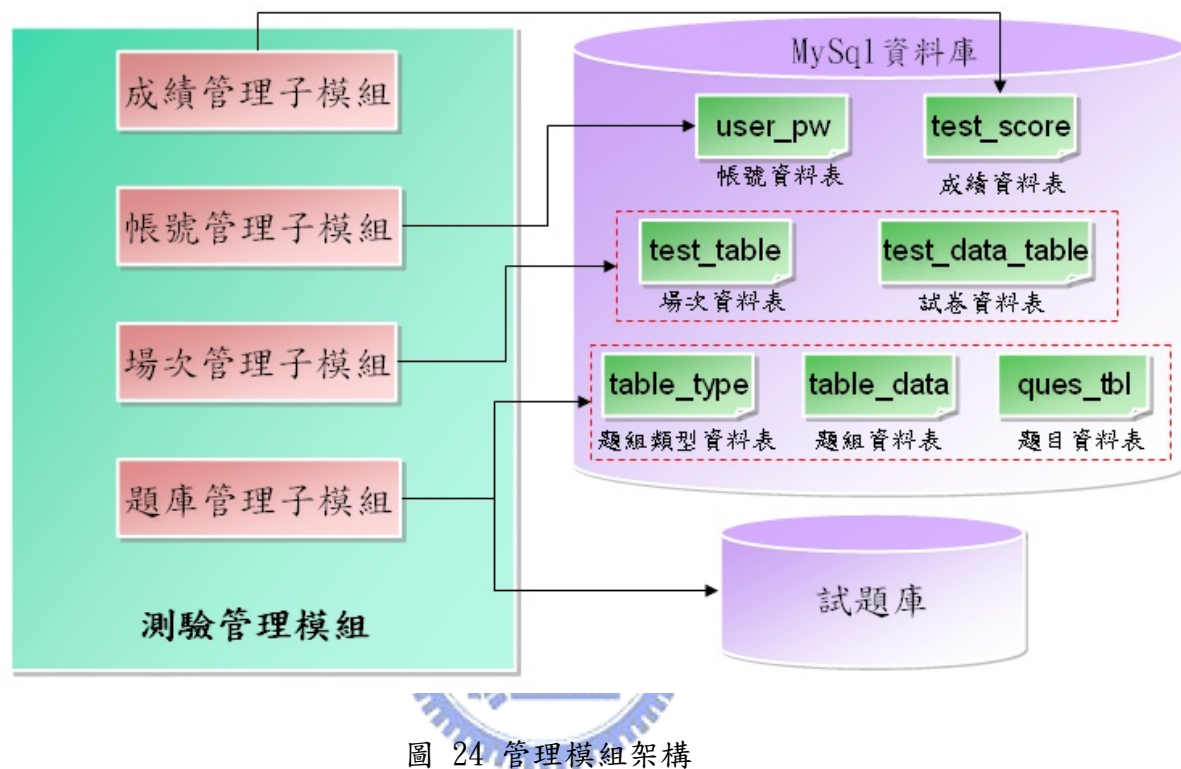 成績管理子模組
帳號管理子模組
場次管理子模組
題庫管理子模組
測驗管理模組
MySql資料庫
user_pw
帳號資料表
test_score
成績資料表
test_table
場次資料表
test_data_table
試卷資料表
table_type
題組類型資料表
table_data
題組資料表
ques_tbl
題目資料表
試題庫
圖 24 管理模組架構